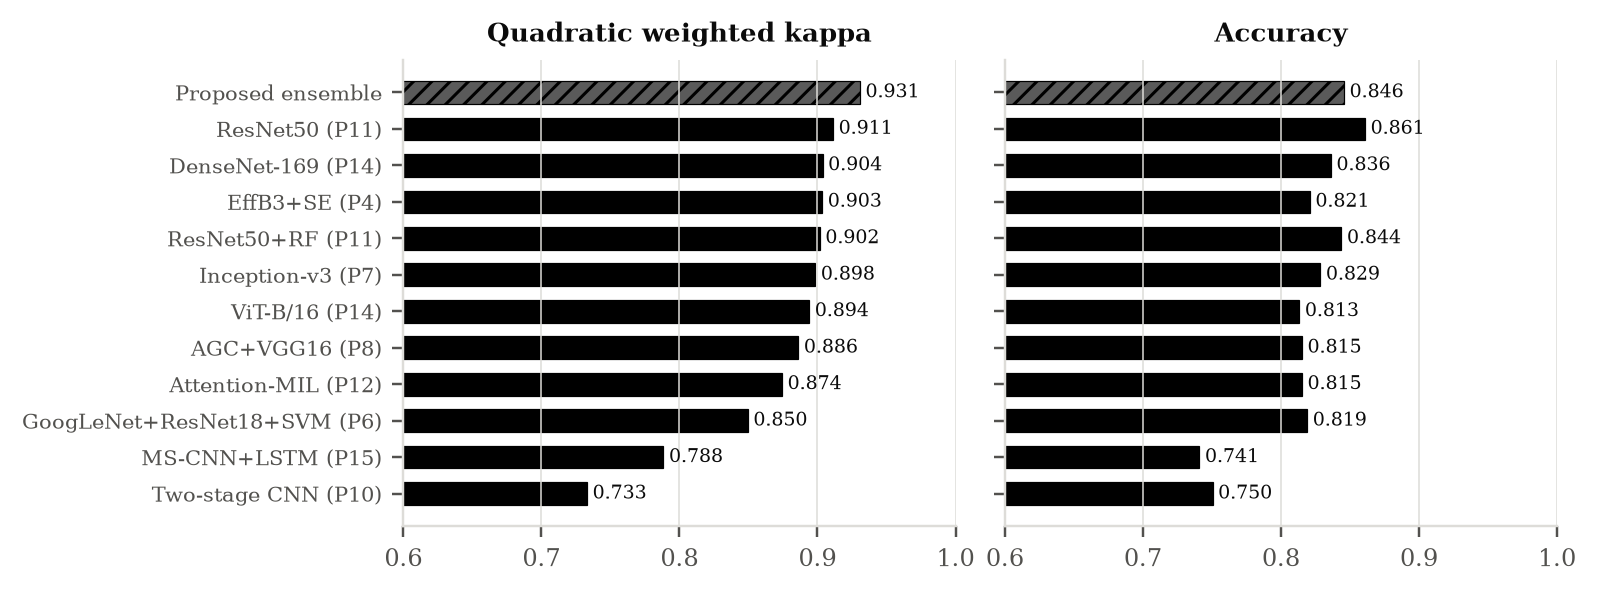 Quadratic weighted kappa
Accuracy
Proposed ensemble 0.931 0.846
ResNet50 (P11) 0.911 0.861
DenseNet-169 (P14) 0.904 0.836
EffB3+SE (P4) 0.903 0.821
ResNet50+RF (P11) 0.902 0.844
Inception-v3 (P7) 0.898 0.829
ViT-B/16 (P14) 0.894 0.813
AGC+VGG16 (P8) 0.886 0.815
Attention-MIL (P12) 0.874 0.815
GoogLeNet+ResNet18+SVM (P6) 0.850 0.819
MS-CNN+LSTM (P15) 0.788 0.741
Two-stage CNN (P10) 0.733 0.750
0.6 0.7 0.8 0.9 1.0 0.6 0.7 0.8 0.9 1.0